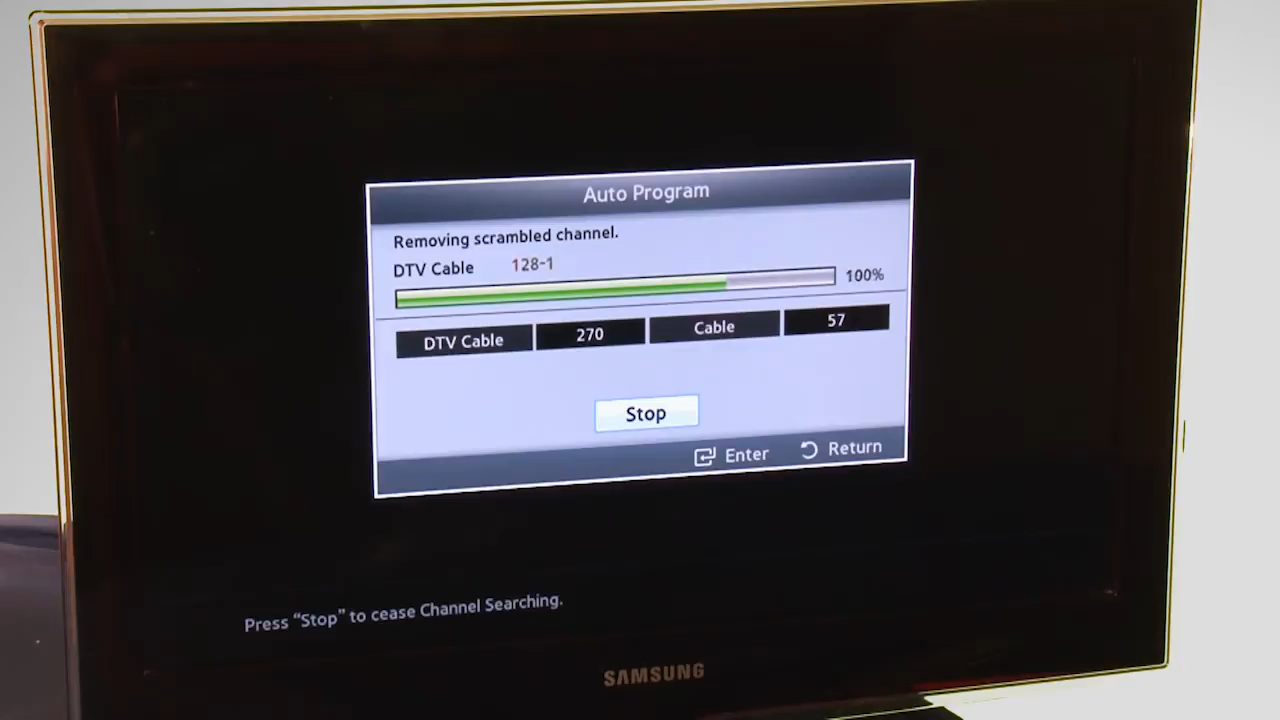 Auto Program
Removing scrambled channel.
DTV Cable 128-1
100%
DTV Cable 270 Cable 57
Stop
Enter Return
Press “Stop” to cease Channel Searching.
SAMSUNG